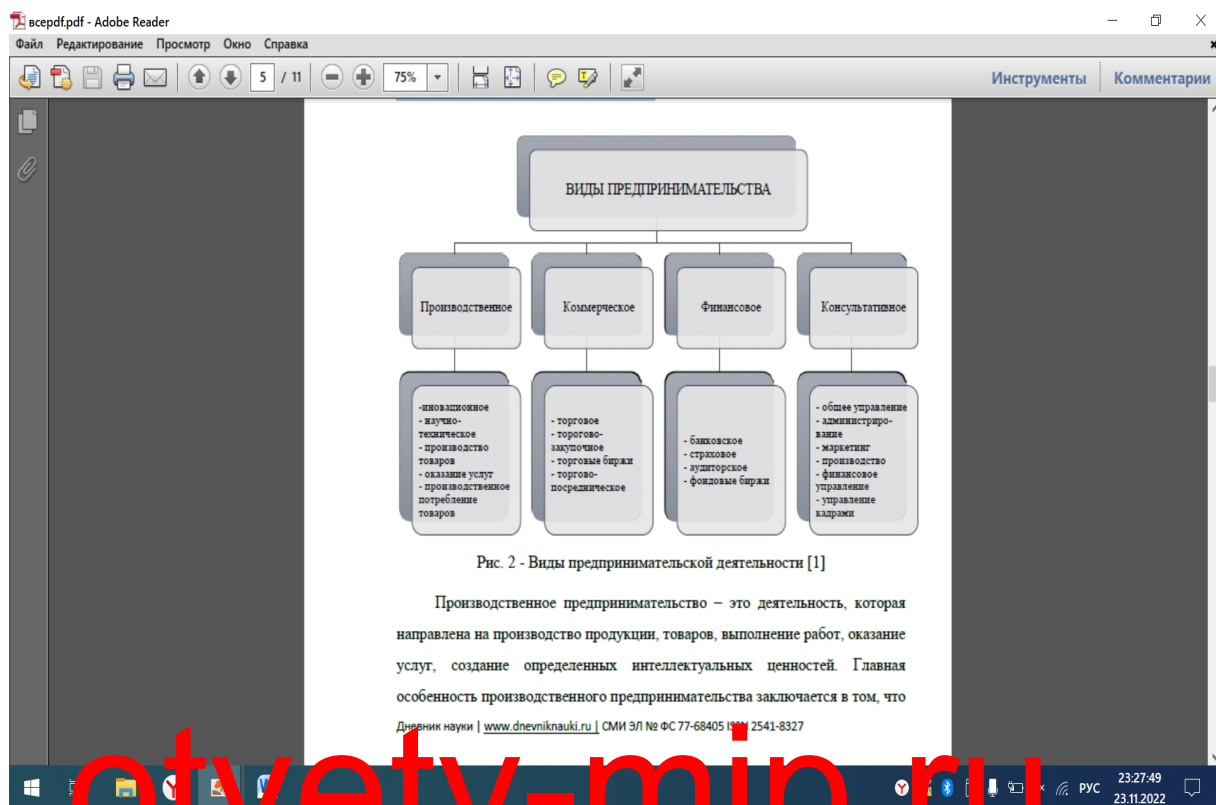 всерdf.pdf - Adobe Reader
Файл Редактирование Просмотр Окно Справка
5 / 11
75%
Инструменты
Комментарии
ВИДЫ ПРЕДПРИНИМАТЕЛЬСТВА
Производственное
Коммерческое
Финансовое
Консультативное
-иновационное
- научно-
техническое
- производство
товаров
- оказание услуг
- производственное
потребление
товаров
- торговое
- торогово-
закупочное
- торговые биржи
- торгово-
посредническое
- банковское
- страховое
- аудиторское
- фондовые биржи
- общее управление
- администриро-
вание
- маркетинг
- производство
- финансовое
управление
- управление
кадрами
Рис. 2 - Виды предпринимательской деятельности [1]
Производственное предпринимательство – это деятельность, которая
направлена на производство продукции, товаров, выполнение работ, оказание
услуг, создание определенных интеллектуальных ценностей. Главная
особенность производственного предпринимательства заключается в том, что
Дневник науки | www.dnevniknauki.ru | СМИ ЭЛ № ФС 77-68405 ISSN 2541-8327
otvety-mip.ru
РУС
23:27:49
23.11.2022